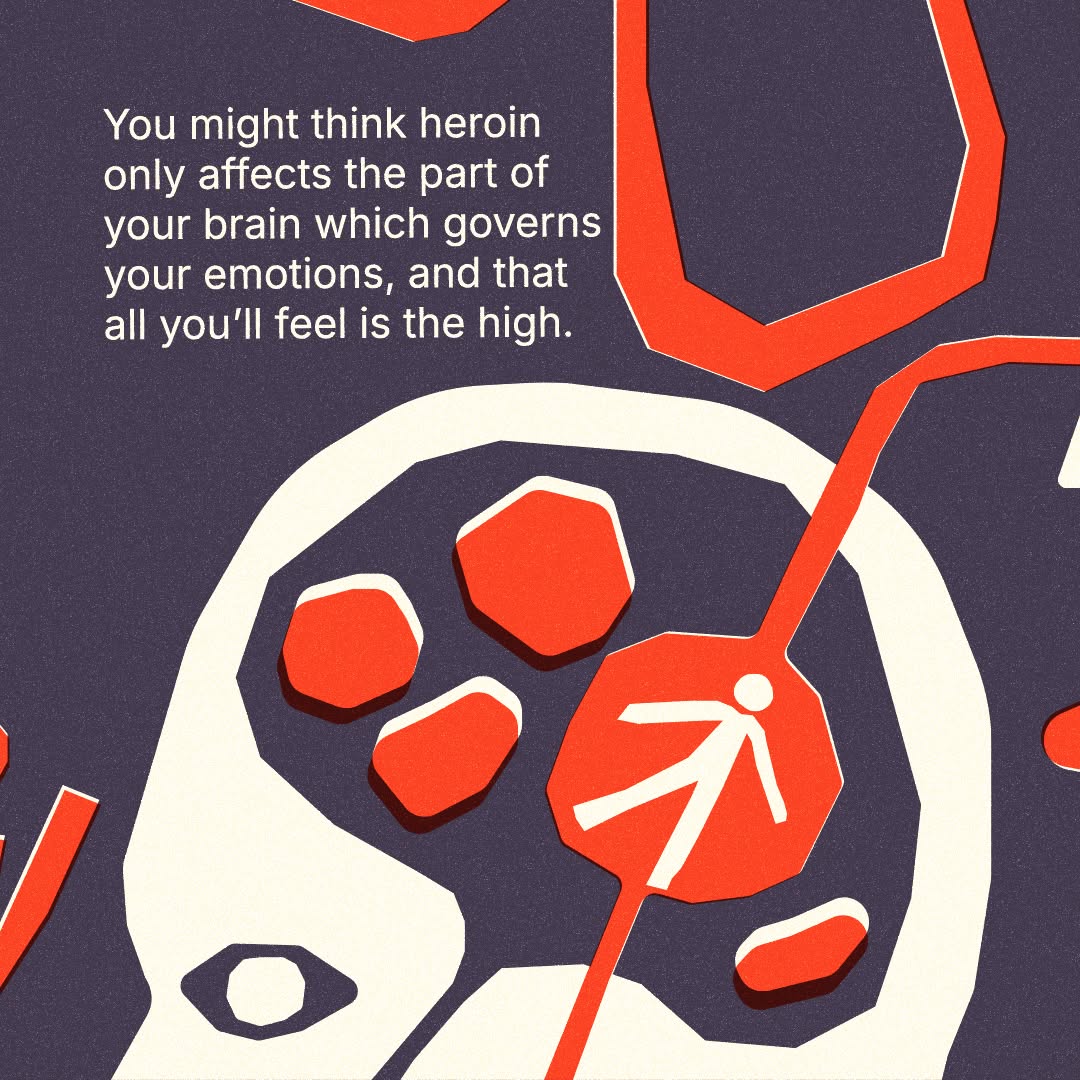 You might think heroin
only affects the part of
your brain which governs
your emotions, and that
all you’ll feel is the high.